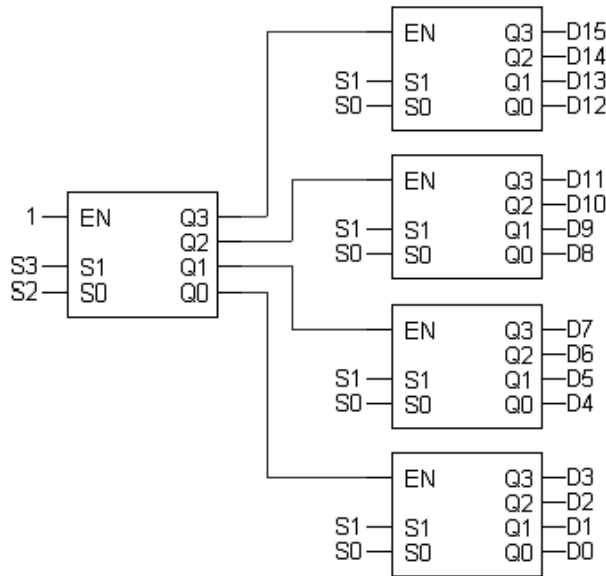 EN Q3 D15
Q2 D14
S1 S1 Q1 D13
S0 S0 Q0 D12
EN Q3 D11
Q2 D10
S1 S1 Q1 D9
S0 S0 Q0 D8
1 EN Q3
Q2
S3 S1 Q1
S2 S0 Q0
EN Q3 D7
Q2 D6
S1 S1 Q1 D5
S0 S0 Q0 D4
EN Q3 D3
Q2 D2
S1 S1 Q1 D1
S0 S0 Q0 D0